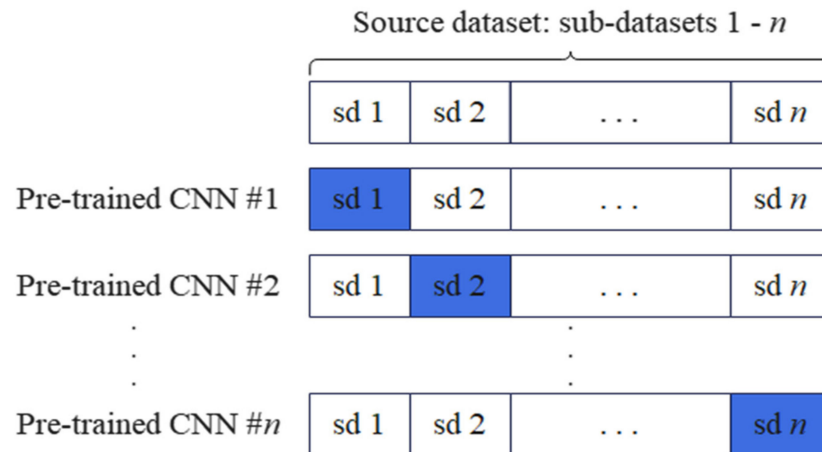 Source dataset: sub-datasets 1 - n
sd 1 sd 2 . . . sd n
Pre-trained CNN #1 sd 1 sd 2 . . . sd n
Pre-trained CNN #2 sd 1 sd 2 . . . sd n
Pre-trained CNN #n sd 1 sd 2 . . . sd n